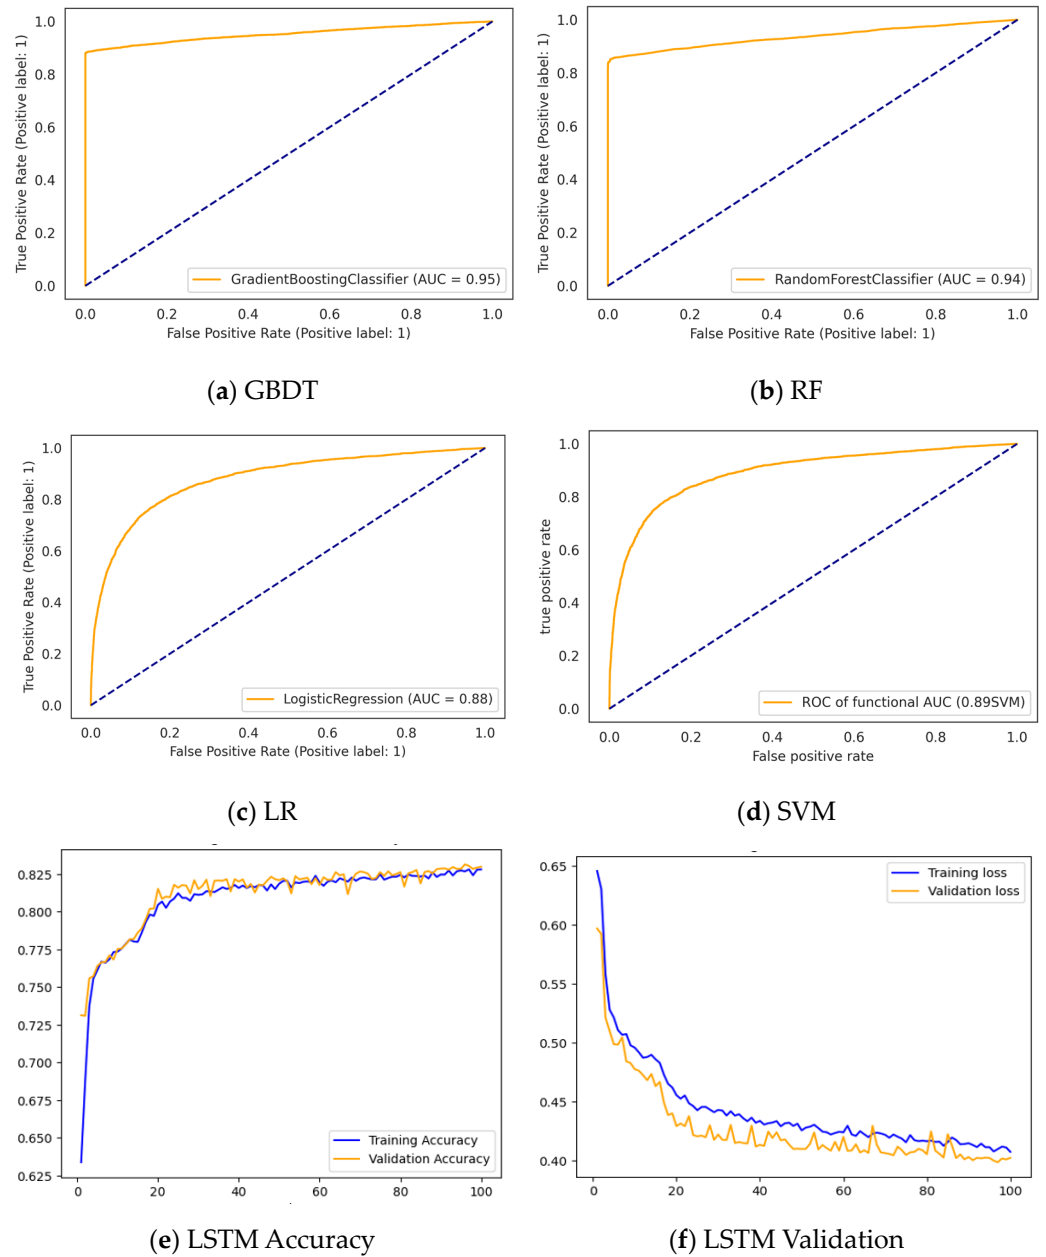 1.0
0.8
0.6
0.4
0.2
0.0
True Positive Rate (Positive label: 1)
GradientBoostingClassifier (AUC = 0.95)
0.0 0.2 0.4 0.6 0.8 1.0
False Positive Rate (Positive label: 1)
(a) GBDT
1.0
0.8
0.6
0.4
0.2
0.0
True Positive Rate (Positive label: 1)
RandomForestClassifier (AUC = 0.94)
0.0 0.2 0.4 0.6 0.8 1.0
False Positive Rate (Positive label: 1)
(b) RF
1.0
0.8
0.6
0.4
0.2
0.0
True Positive Rate (Positive label: 1)
LogisticRegression (AUC = 0.88)
0.0 0.2 0.4 0.6 0.8 1.0
False Positive Rate (Positive label: 1)
(c) LR
1.0
0.8
0.6
0.4
0.2
0.0
true positive rate
ROC of functional AUC (0.89SVM)
0.0 0.2 0.4 0.6 0.8 1.0
False positive rate
(d) SVM
0.825
0.800
0.775
0.750
0.725
0.700
0.675
0.650
0.625
Training Accuracy
Validation Accuracy
0 20 40 60 80 100
(e) LSTM Accuracy
0.65
0.60
0.55
0.50
0.45
0.40
Training loss
Validation loss
0 20 40 60 80 100
(f) LSTM Validation